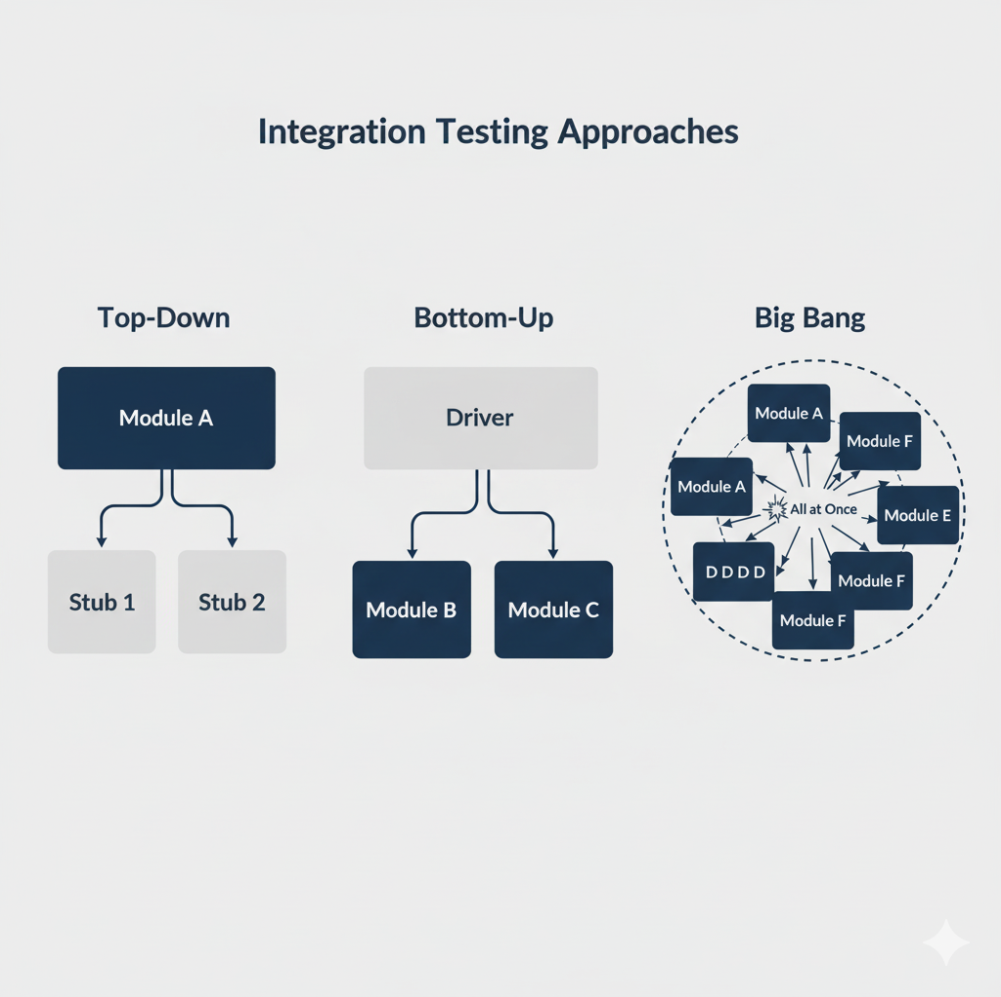 Integration Testing Approaches
Top-Down
Module A
Stub 1
Stub 2
Bottom-Up
Driver
Module B
Module C
Big Bang
Module A
Module F
Module A
All at Once
Module E
D D D D
Module F
Module F